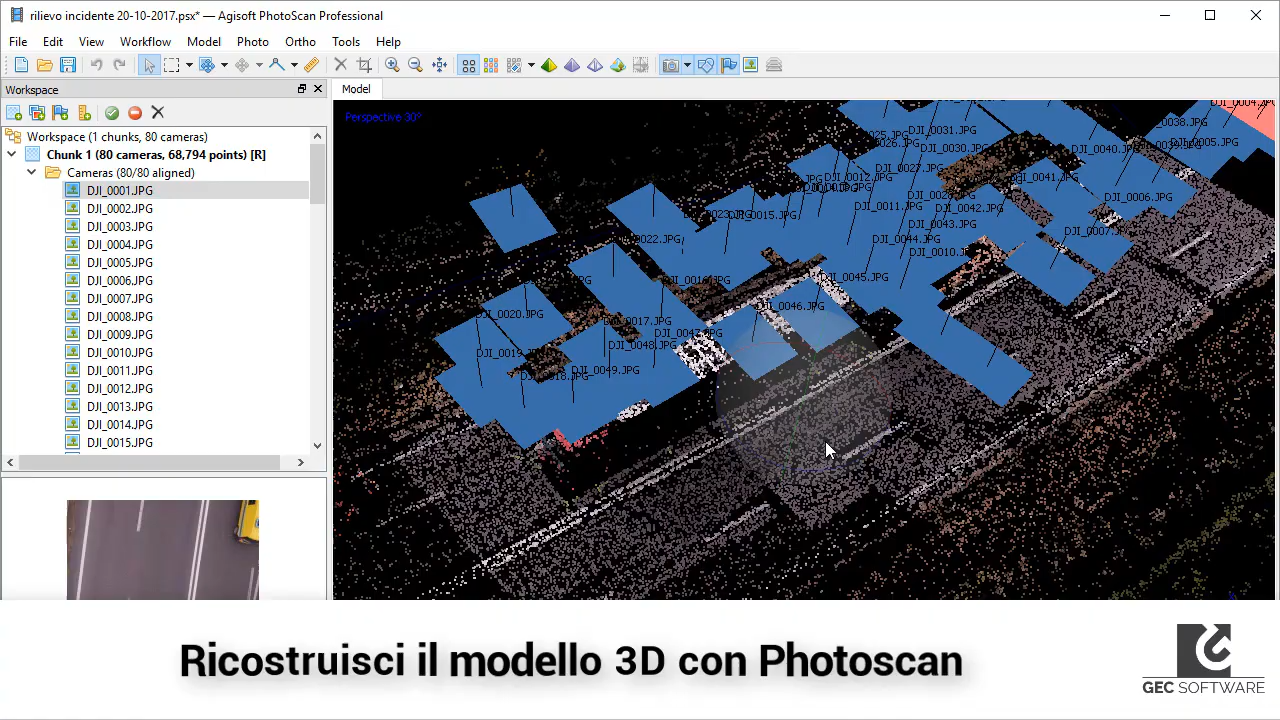 rilievo incidente 20-10-2017.psx* — Agisoft PhotoScan Professional
File Edit View Workflow Model Photo Ortho Tools Help
Workspace
Model
Workspace (1 chunks, 80 cameras)
Chunk 1 (80 cameras, 68,794 points) [R]
Cameras (80/80 aligned)
DJI_0001.JPG
DJI_0002.JPG
DJI_0003.JPG
DJI_0004.JPG
DJI_0005.JPG
DJI_0006.JPG
DJI_0007.JPG
DJI_0008.JPG
DJI_0009.JPG
DJI_0010.JPG
DJI_0011.JPG
DJI_0012.JPG
DJI_0013.JPG
DJI_0014.JPG
DJI_0015.JPG
Perspective 30°
DJI_0031.JPG
DJI_0030.JPG
DJI_0012.JPG
DJI_0011.JPG
DJI_0042.JPG
DJI_0043.JPG
DJI_0044.JPG
DJI_0010.JPG
DJI_0045.JPG
DJI_0046.JPG
DJI_0040.JPG
DJI_0041.JPG
DJI_0006.JPG
DJI_0007.JPG
DJI_0020.JPG
DJI_0017.JPG
DJI_0047.JPG
DJI_0048.JPG
DJI_0049.JPG
Ricostruisci il modello 3D con Photoscan
GEC SOFTWARE